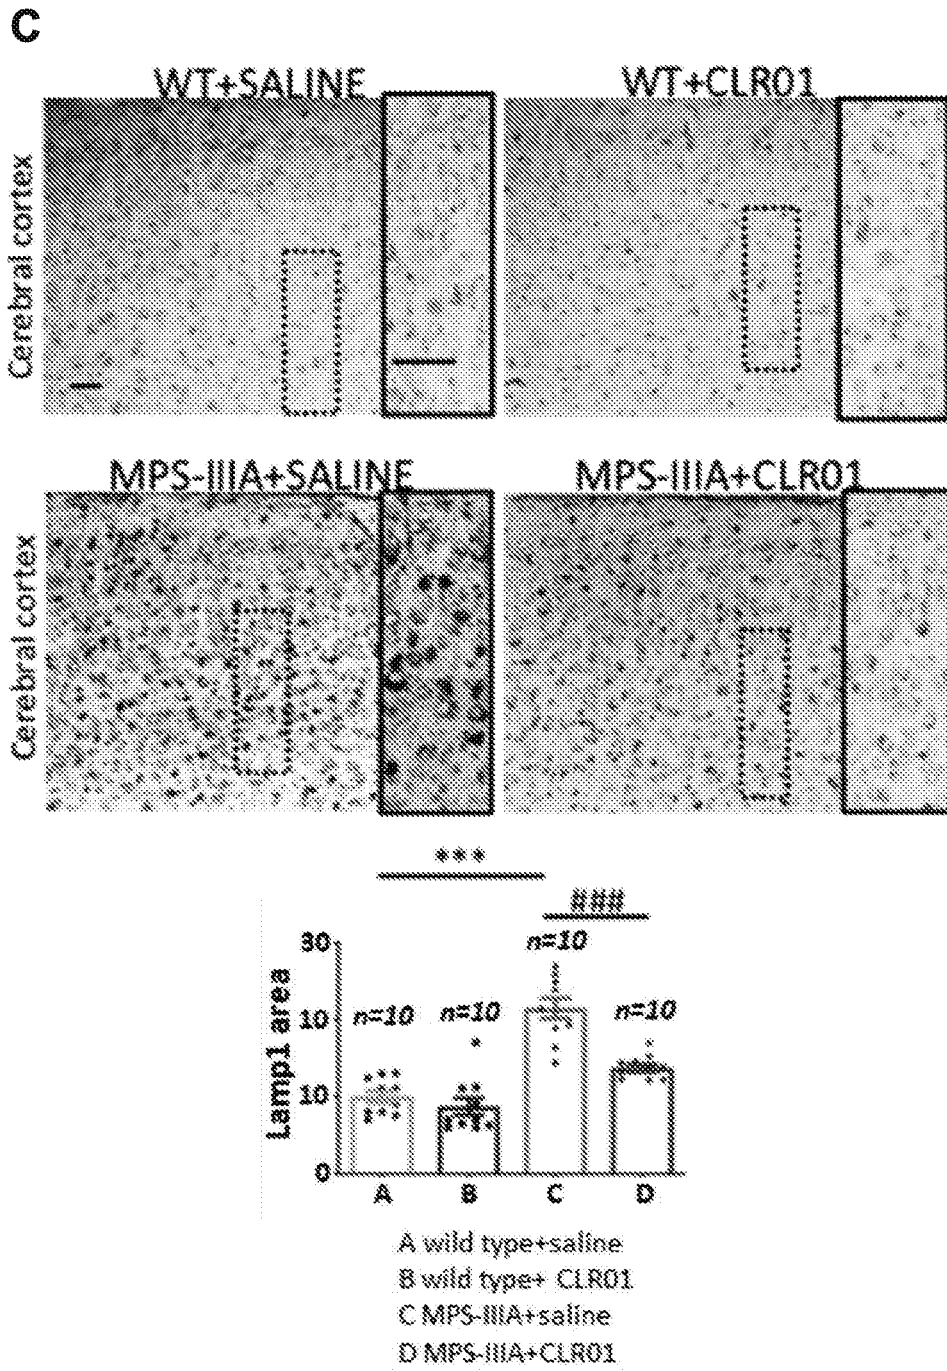 C
WT+SALINE
WT+CLR01
Cerebral cortex
MPS-IIIA+SALINE
MPS-IIIA+CLR01
Cerebral cortex
***
###
n=10
n=10
n=10
n=10
Lamp1 area
30
10
10
0
A
B
C
D
A wild type+saline
B wild type+ CLR01
C MPS-IIIA+saline
D MPS-IIIA+CLR01